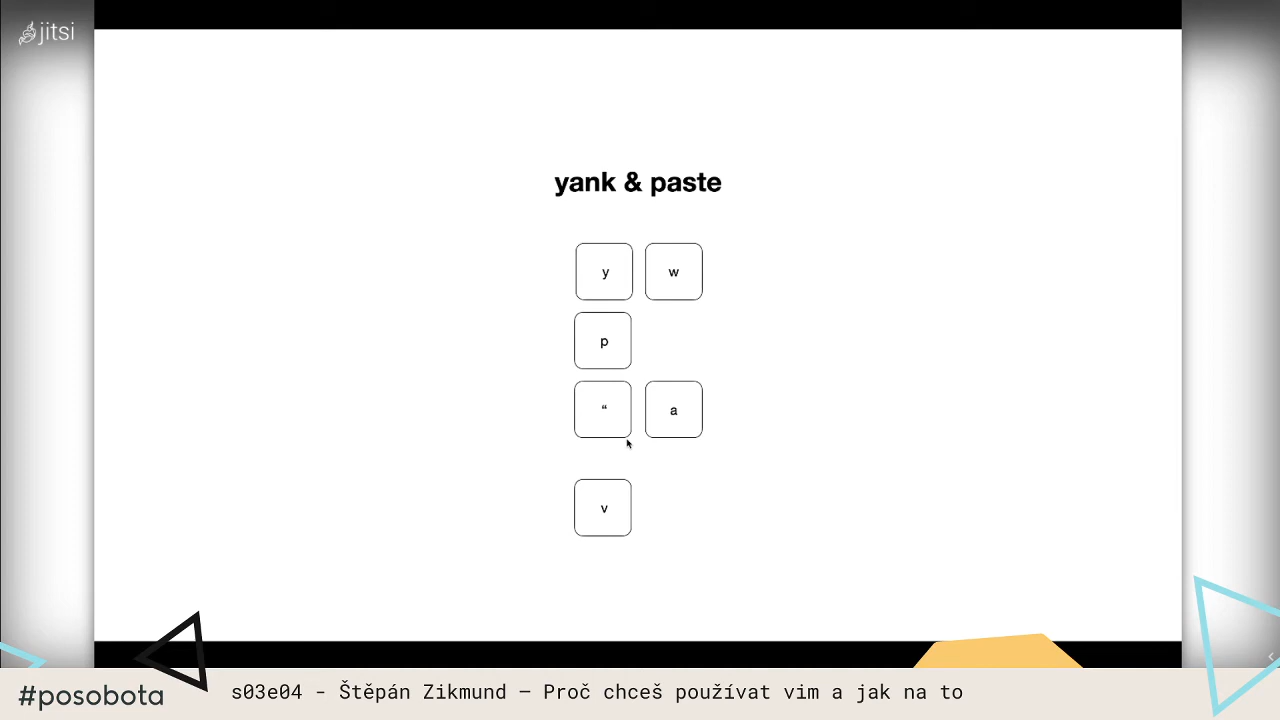 jitsi
yank & paste
y w
p
“ a
v
#posobota
s03e04 - Štěpán Zikmund – Proč chceš používat vim a jak na to